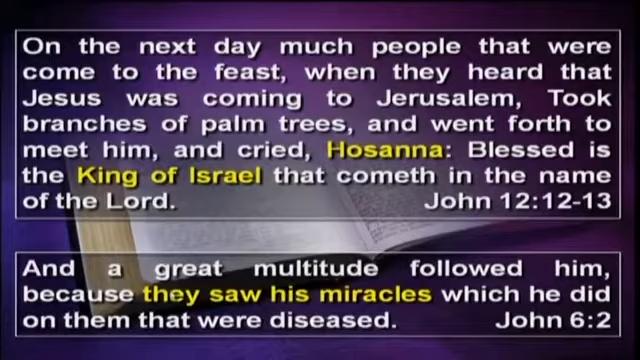 On the next day much people that were
come to the feast, when they heard that
Jesus was coming to Jerusalem, Took
branches of palm trees, and went forth to
meet him, and cried, Hosanna: Blessed is
the King of Israel that cometh in the name
of the Lord. John 12:12-13
And a great multitude followed him,
because they saw his miracles which he did
on them that were diseased. John 6:2